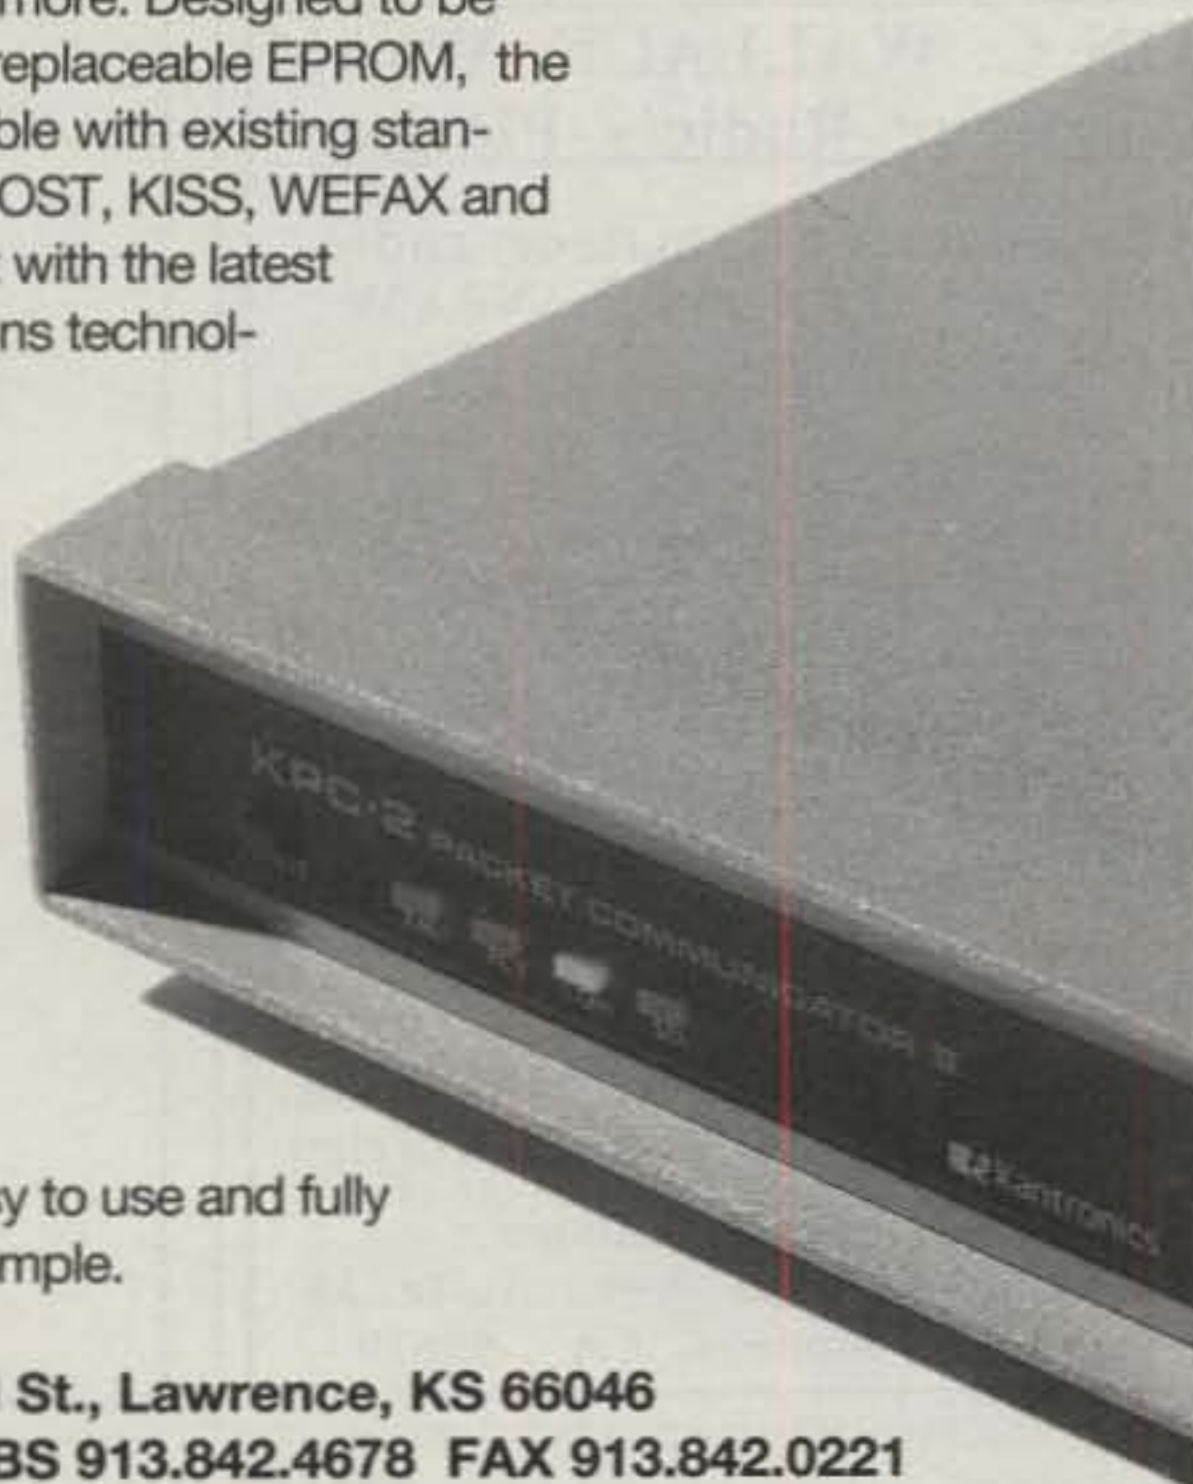 more. Designed to be
replaceable EPROM, the
ble with existing stan-
OST, KISS, WEFAX and
with the latest
ns technol-
KPC-2 PACKET COMMUNICATOR II
Kantronics
y to use and fully
mple.
St., Lawrence, KS 66046
BS 913.842.4678 FAX 913.842.0221